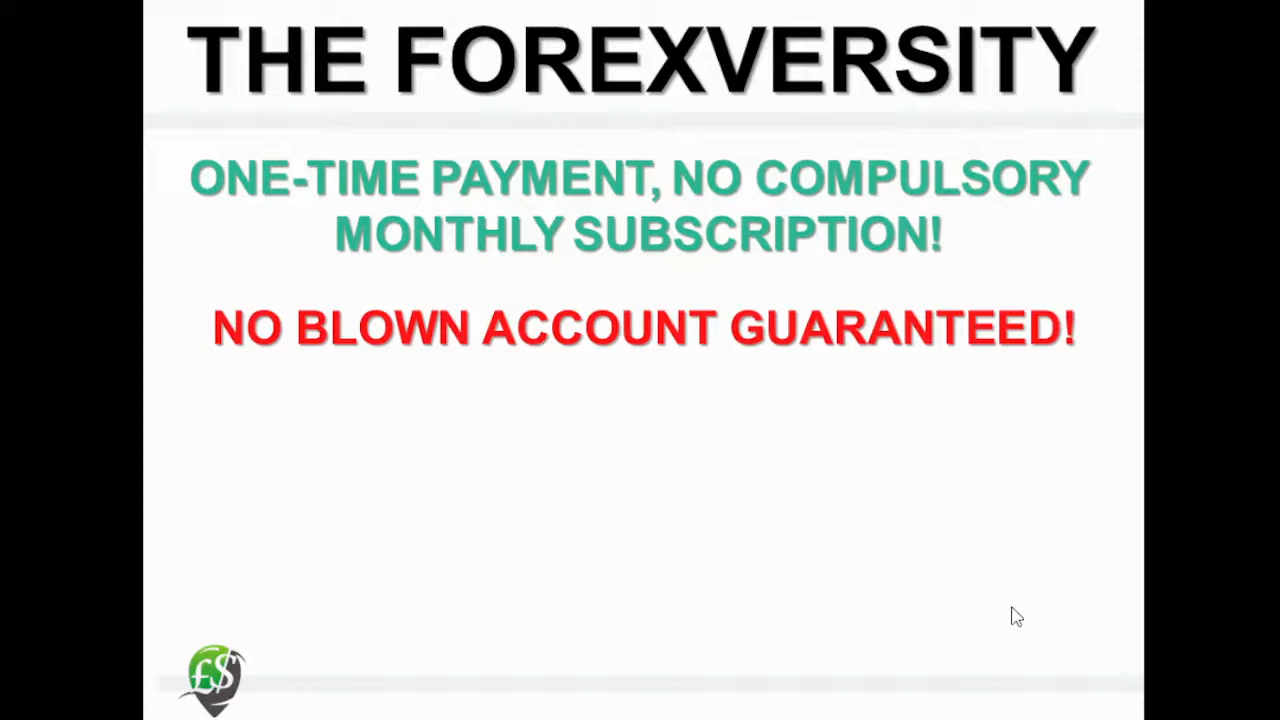 THE FOREXVERSITY
ONE-TIME PAYMENT, NO COMPULSORY
MONTHLY SUBSCRIPTION!
NO BLOWN ACCOUNT GUARANTEED!
£$